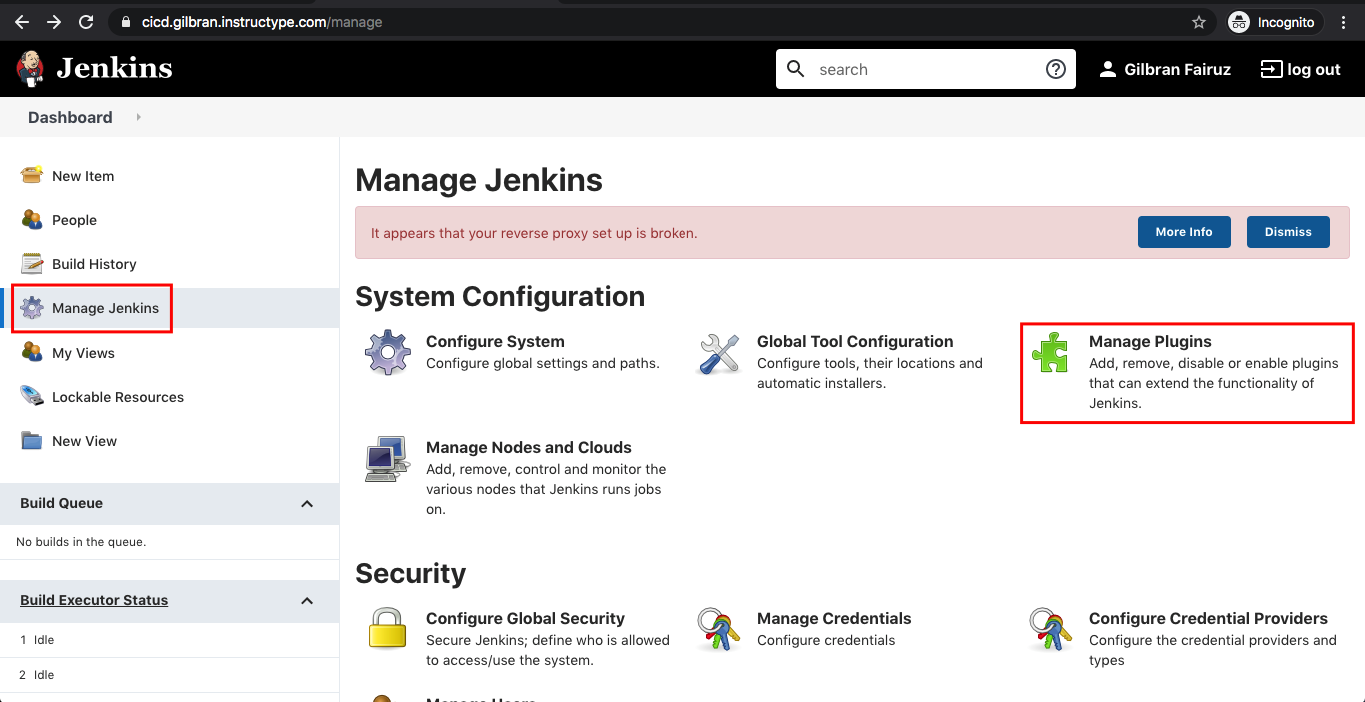 cicd.gilbran.instructype.com/manage
Incognito
Jenkins
search
Gilbran Fairuz
log out
Dashboard
New Item
People
Build History
Manage Jenkins
My Views
Lockable Resources
New View
Build Queue
No builds in the queue.
Build Executor Status
1 Idle
2 Idle
Manage Jenkins
It appears that your reverse proxy set up is broken.
More Info
Dismiss
System Configuration
Configure System
Configure global settings and paths.
Global Tool Configuration
Configure tools, their locations and
automatic installers.
Manage Plugins
Add, remove, disable or enable plugins
that can extend the functionality of
Jenkins.
Manage Nodes and Clouds
Add, remove, control and monitor the
various nodes that Jenkins runs jobs
on.
Security
Configure Global Security
Secure Jenkins; define who is allowed
to access/use the system.
Manage Credentials
Configure credentials
Configure Credential Providers
Configure the credential providers and
types